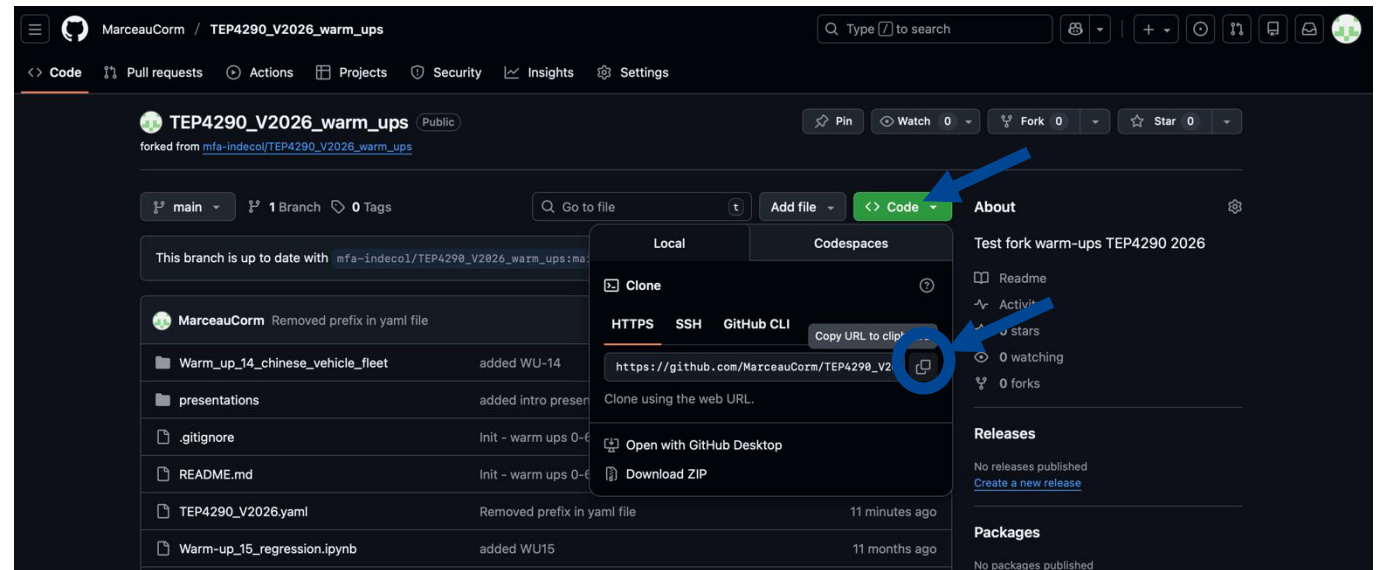 MarceauCorm / TEP4290_V2026_warm_ups
Type / to search
Code Pull requests Actions Projects Security Insights Settings
TEP4290_V2026_warm_ups Public
Pin Watch 0 Fork 0 Star 0
forked from mfa-indecol/TEP4290_V2026_warm_ups
main 1 Branch 0 Tags
Go to file t
Add file
<> Code
About
Local Codespaces
Test fork warm-ups TEP4290 2026
This branch is up to date with mfa-indecol/TEP4290_V2026_warm_ups:mai
Clone
Readme
HTTPS SSH GitHub CLI
Copy URL to
stars
MarceauCorm Removed prefix in yaml file
https://github.com/MarceauCorm/TEP4290_V2
0 watching
Warm_up_14_chinese_vehicle_fleet added WU-14
0 forks
Clone using the web URL.
presentations added intro presen
.gitignore Init - warm ups 0-6
Open with GitHub Desktop
Releases
README.md Init - warm ups 0-6
Download ZIP
No releases published
Create a new release
TEP4290_V2026.yaml Removed prefix in yaml file 11 minutes ago
Packages
Warm-up_15_regression.ipynb added WU15 11 months ago
No packages published